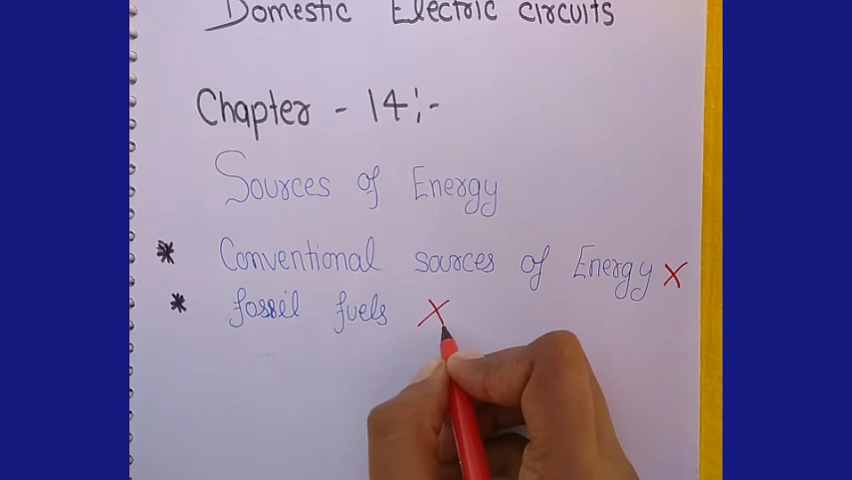 Domestic Electric circuits
Chapter - 14:-
Sources of Energy
* Conventional sources of Energy ×
* fossil fuels ×